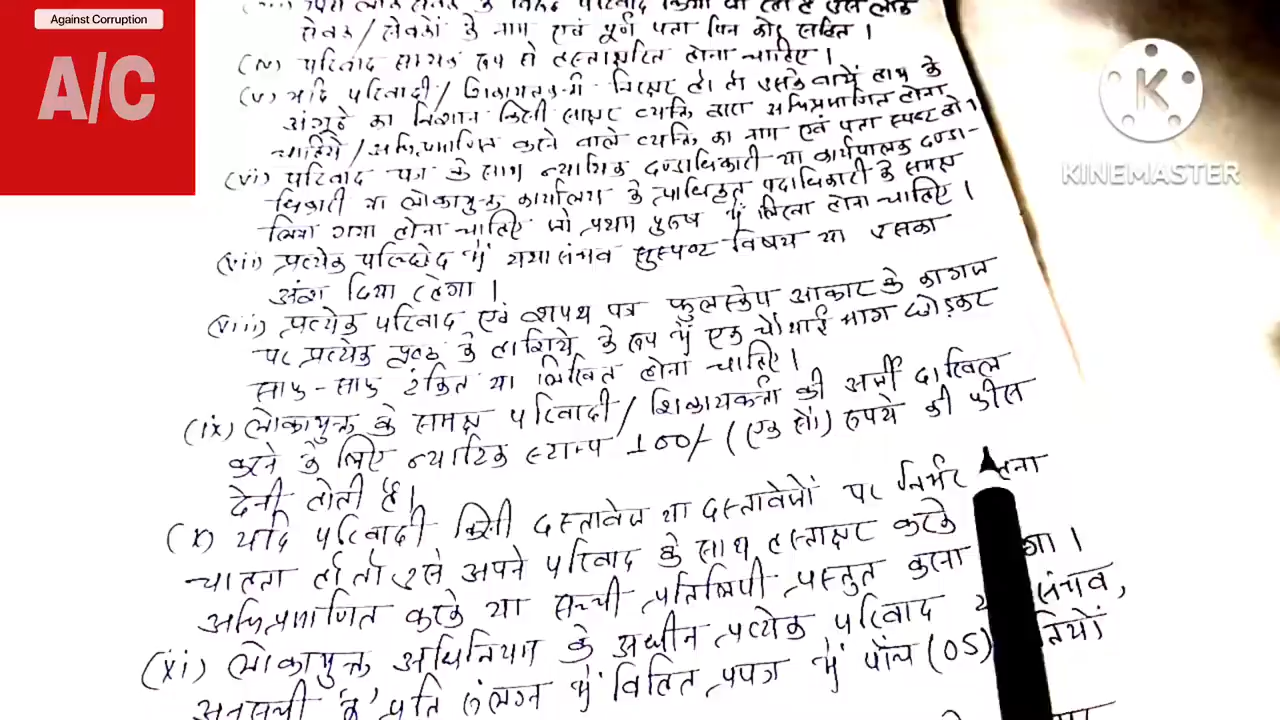 Against Corruption
A/C
KINEMASTER
सेवक/सेवकों के नाम एवं पूर्ण पता पिन कोड सहित।
(iv) परिवाद सम्यक रूप से हस्ताक्षरित होना चाहिए।
(v) यदि परिवादी/शिकायतकर्ता निरक्षर हो तो उसके बायें हाथ के
अंगूठे का निशान किसी साक्षर व्यक्ति द्वारा अभिप्रमाणित होना
चाहिये/अभिप्रमाणित करने वाले व्यक्ति का नाम एवं पता स्पष्ट हो।
(vi) परिवाद पत्र के साथ न्यायिक दण्डाधिकारी या कार्यपालक दण्डा-
धिकारी या लोकायुक्त कार्यालय के प्राधिकृत पदाधिकारी के समक्ष
लिया गया होना चाहिए जो प्रथम पुरुष में लिखा होना चाहिए।
(vii) प्रत्येक परिच्छेद में यथासंभव सुस्पष्ट विषय या उसका
अंश दिया रहेगा।
(viii) प्रत्येक परिवाद एवं शपथ पत्र फुलस्केप आकार के कागज
पर प्रत्येक पृष्ठ के हाशिये के रूप में एक चौथाई भाग छोड़कर
साफ-साफ टंकित या लिखित होना चाहिए।
(ix) लोकायुक्त के समक्ष परिवादी/शिकायकर्ता की अर्जी दाखिल
करने के लिए न्यायिक स्टाम्प 100/- (एक सौ) रुपये की फीस
देनी होती है।
(x) यदि परिवादी किसी दस्तावेज या दस्तावेजों पर निर्भर
चाहता हो तो उसे अपने परिवाद के साथ हस्ताक्षर करके
अभिप्रमाणित करके या सच्ची प्रतिलिपी प्रस्तुत करना
(xi) लोकायुक्त अधिनियम के अधीन प्रत्येक परिवाद संभव,
अनुसूची 'क' प्रति संलग्न में विहित प्रपत्र में पाँच (05)